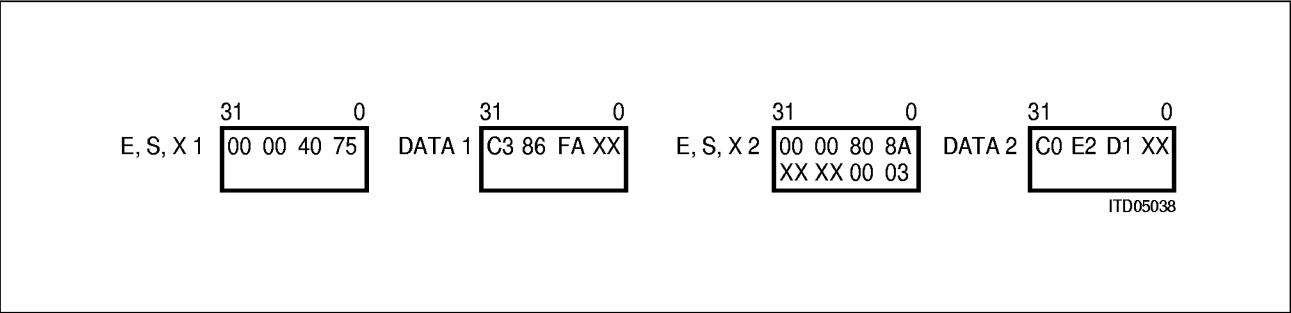 31 0 31 0 31 0 31 0
E, S, X 1 00 00 40 75 DATA 1 C3 86 FA XX E, S, X 2 00 00 80 8A DATA 2 C0 E2 D1 XX
XX XX 00 03
ITD05038